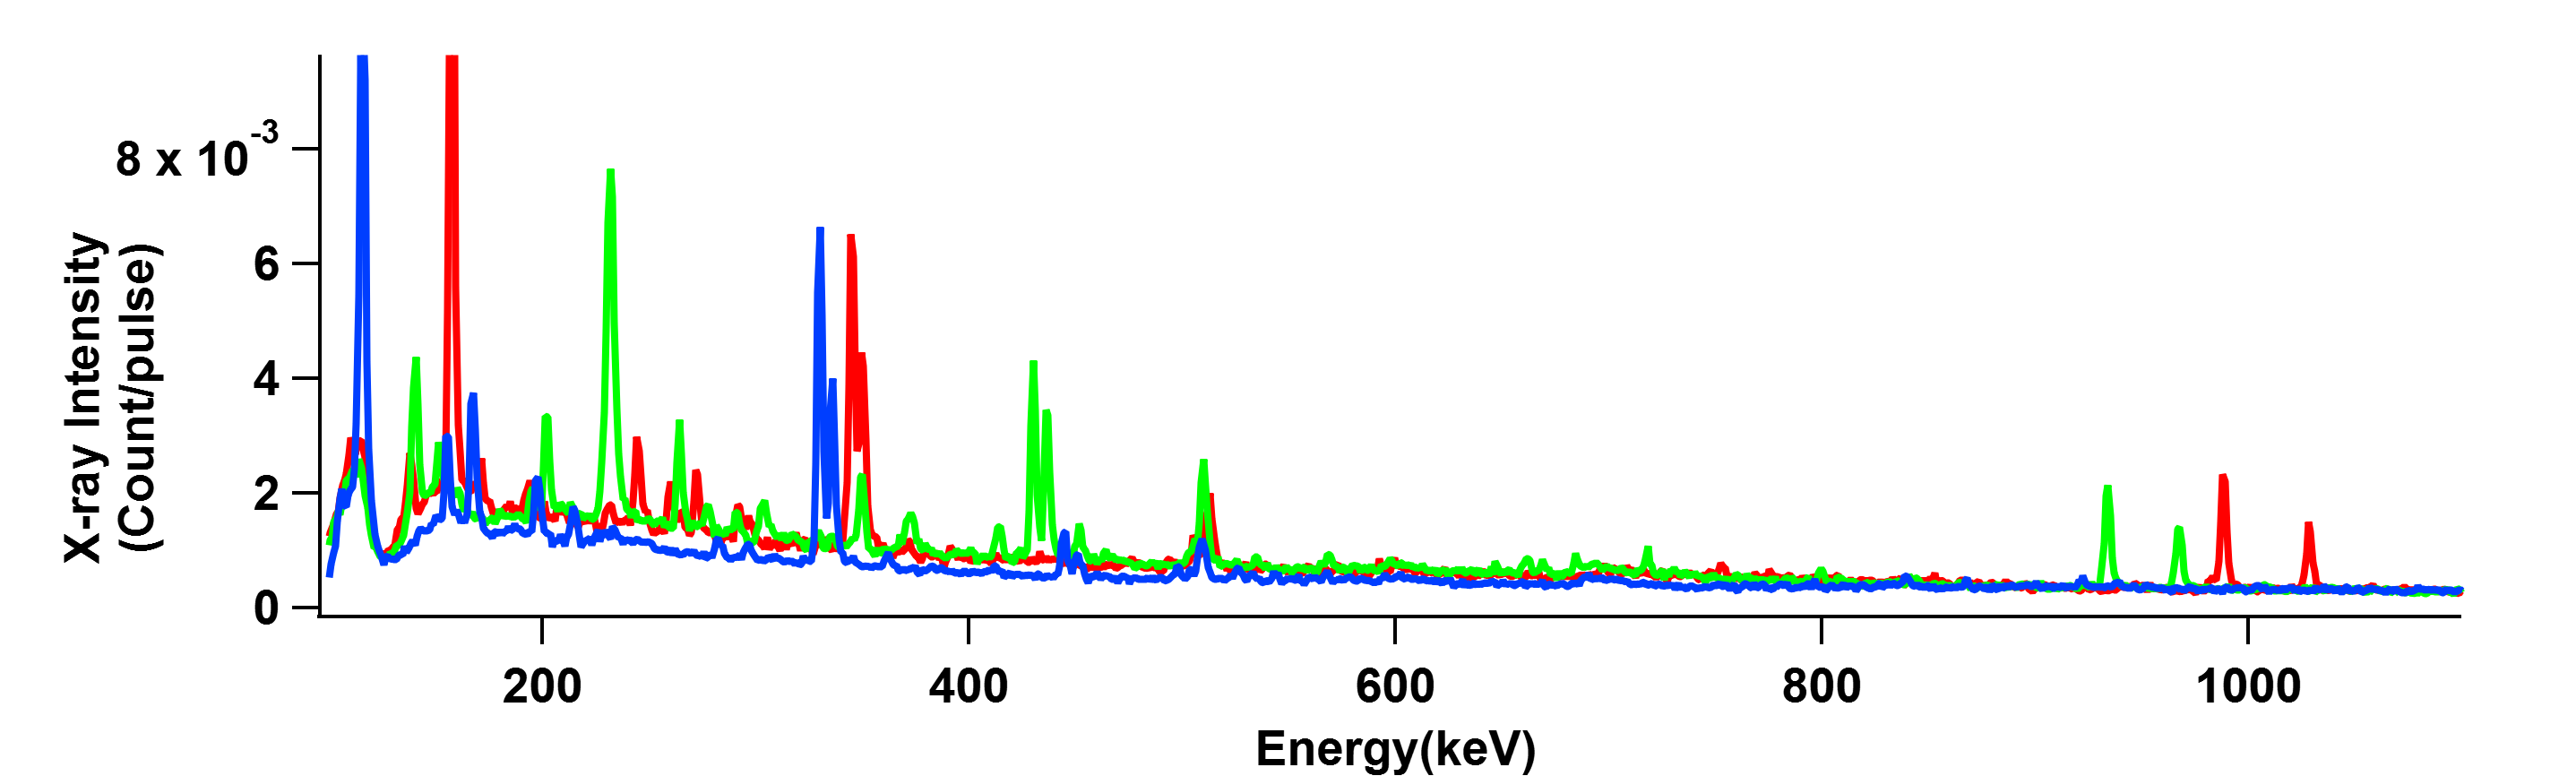 X-ray Intensity
(Count/pulse)
8 x 10-3
6
4
2
0
200 400 600 800 1000
Energy(keV)